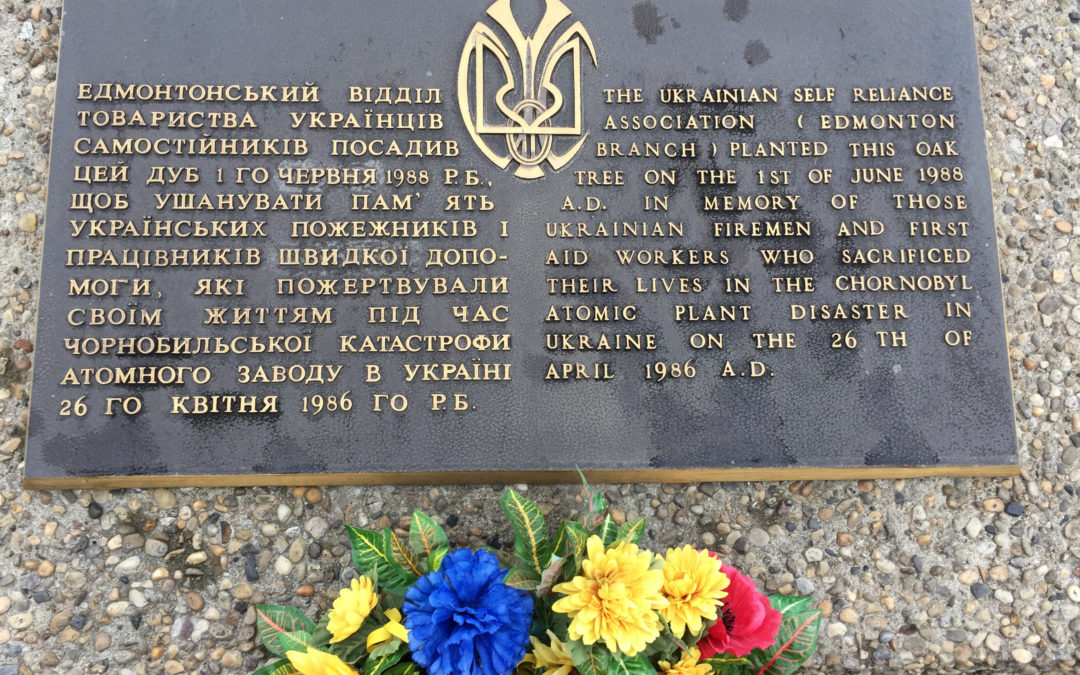 ЕДМОНТОНСЬКИЙ ВІДДІЛ
ТОВАРИСТВА УКРАЇНЦІВ
САМОСТІЙНИКІВ ПОСАДИВ
ЦЕЙ ДУБ 1 ГО ЧЕРВНЯ 1988 Р.Б.,
ЩОБ УШАНУВАТИ ПАМ' ЯТЬ
УКРАЇНСЬКИХ ПОЖЕЖНИКІВ І
ПРАЦІВНИКІВ ШВИДКОЇ ДОПО-
МОГИ, ЯКІ ПОЖЕРТВУВАЛИ
СВОЇМ ЖИТТЯМ ПІД ЧАС
ЧОРНОБИЛЬСЬКОЇ КАТАСТРОФИ
АТОМНОГО ЗАВОДУ В УКРАЇНІ
26 ГО КВІТНЯ 1986 ГО Р.Б.
THE UKRAINIAN SELF RELIANCE
ASSOCIATION (EDMONTON
BRANCH) PLANTED THIS OAK
TREE ON THE 1ST OF JUNE 1988
A.D. IN MEMORY OF THOSE
UKRAINIAN FIREMEN AND FIRST
AID WORKERS WHO SACRIFICED
THEIR LIVES IN THE CHORNOBYL
ATOMIC PLANT DISASTER IN
UKRAINE ON THE 26 TH OF
APRIL 1986 A.D.